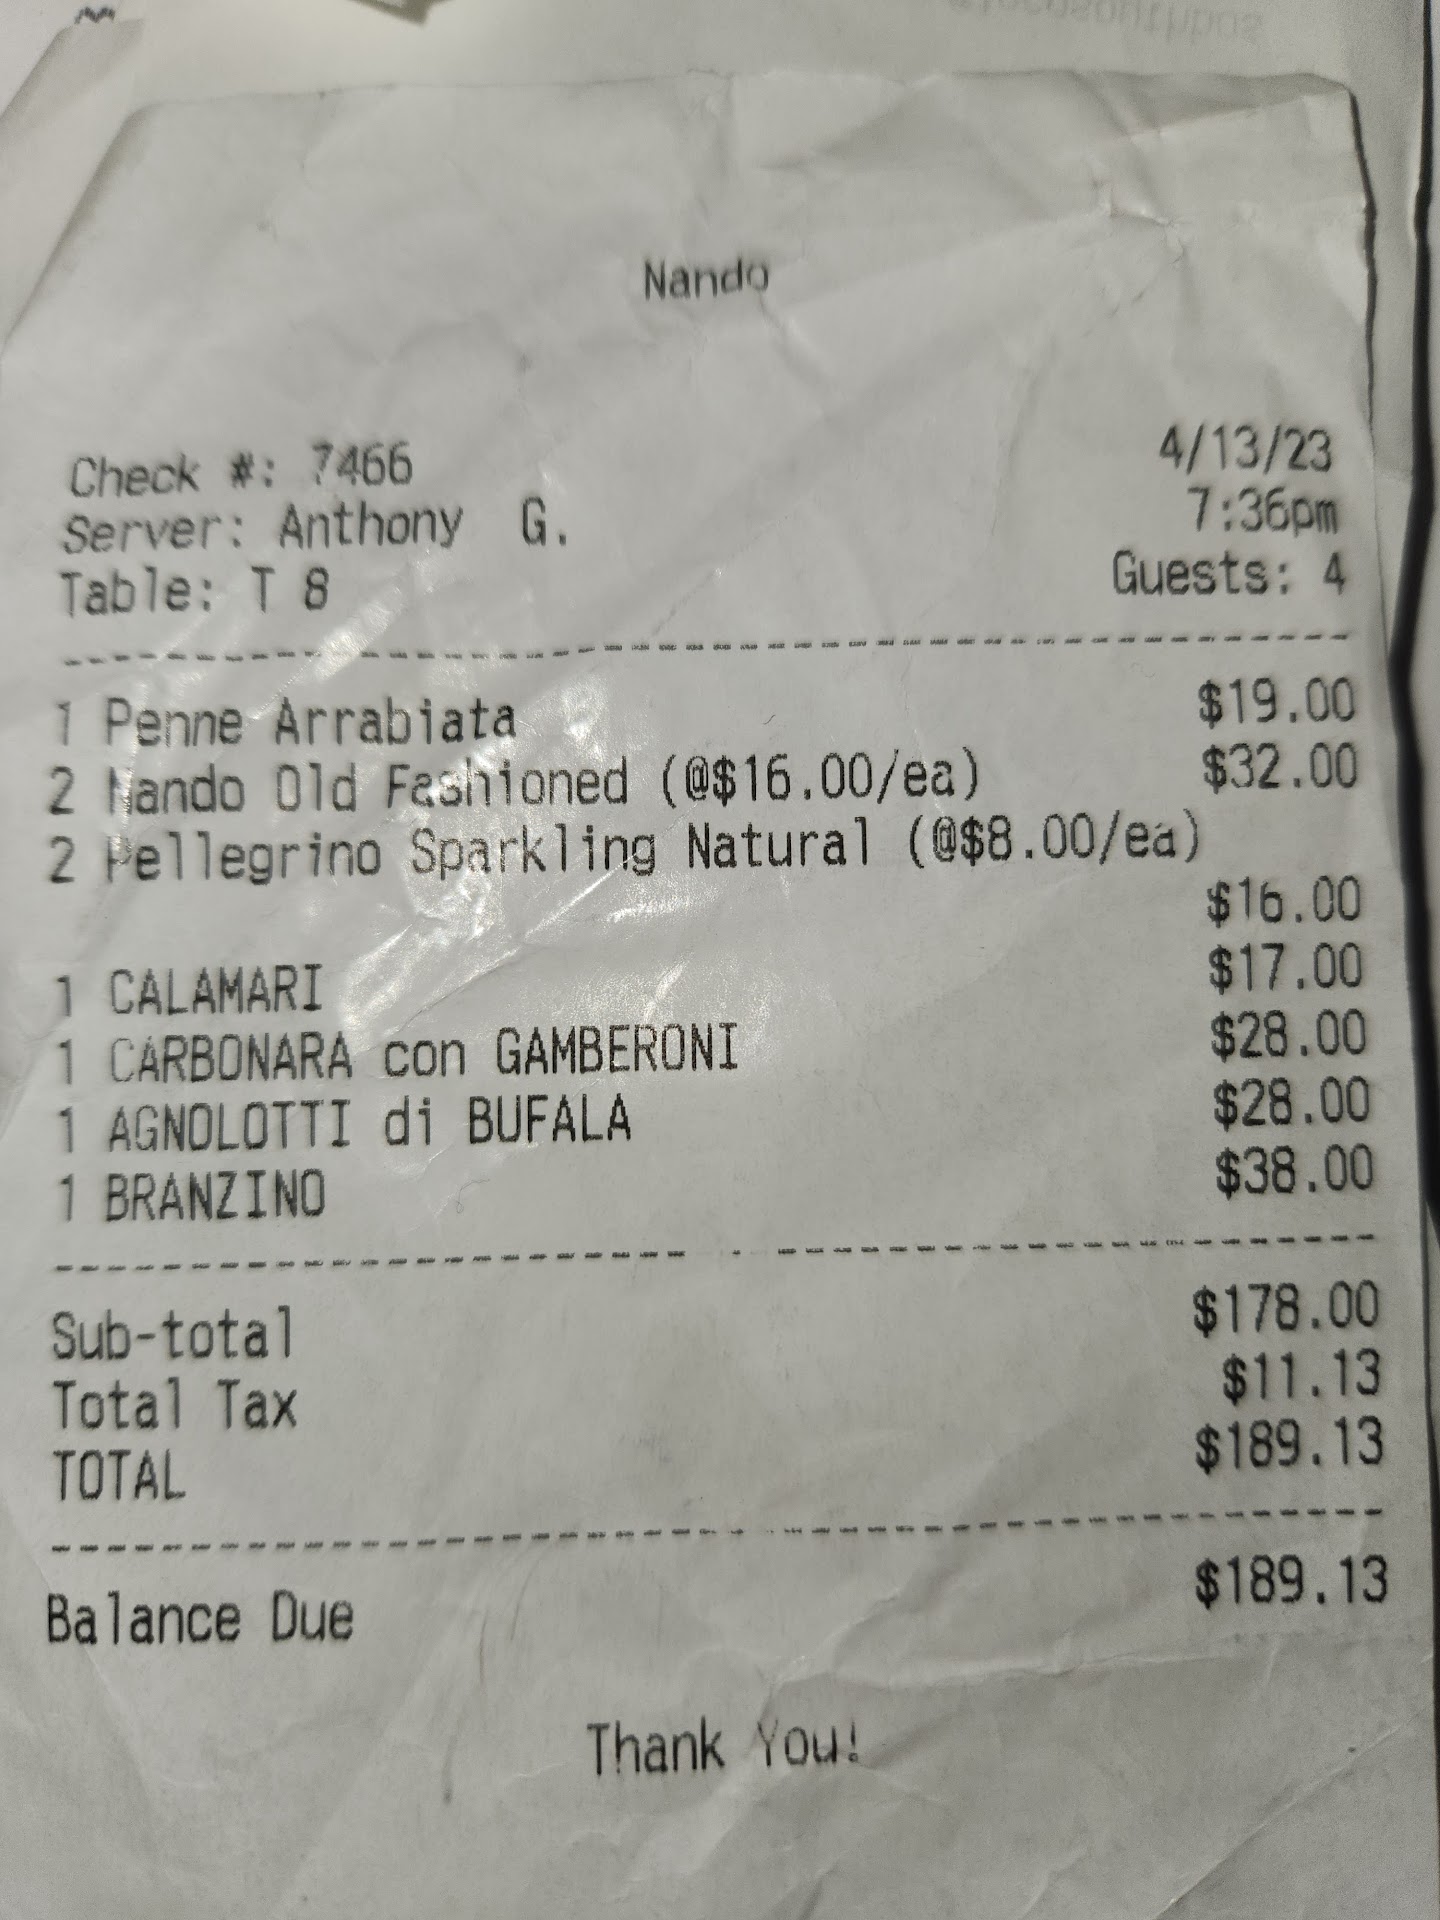 Nando
Check #: 7466 4/13/23
Server: Anthony G. 7:36pm
Table: T 8 Guests: 4
1 Penne Arrabiata $19.00
2 Nando Old Fashioned (@$16.00/ea) $32.00
2 Pellegrino Sparkling Natural (@$8.00/ea)
$16.00
1 CALAMARI $17.00
1 CARBONARA con GAMBERONI $28.00
1 AGNOLOTTI di BUFALA $28.00
1 BRANZINO $38.00
Sub-total $178.00
Total Tax $11.13
TOTAL $189.13
Balance Due $189.13
Thank You!